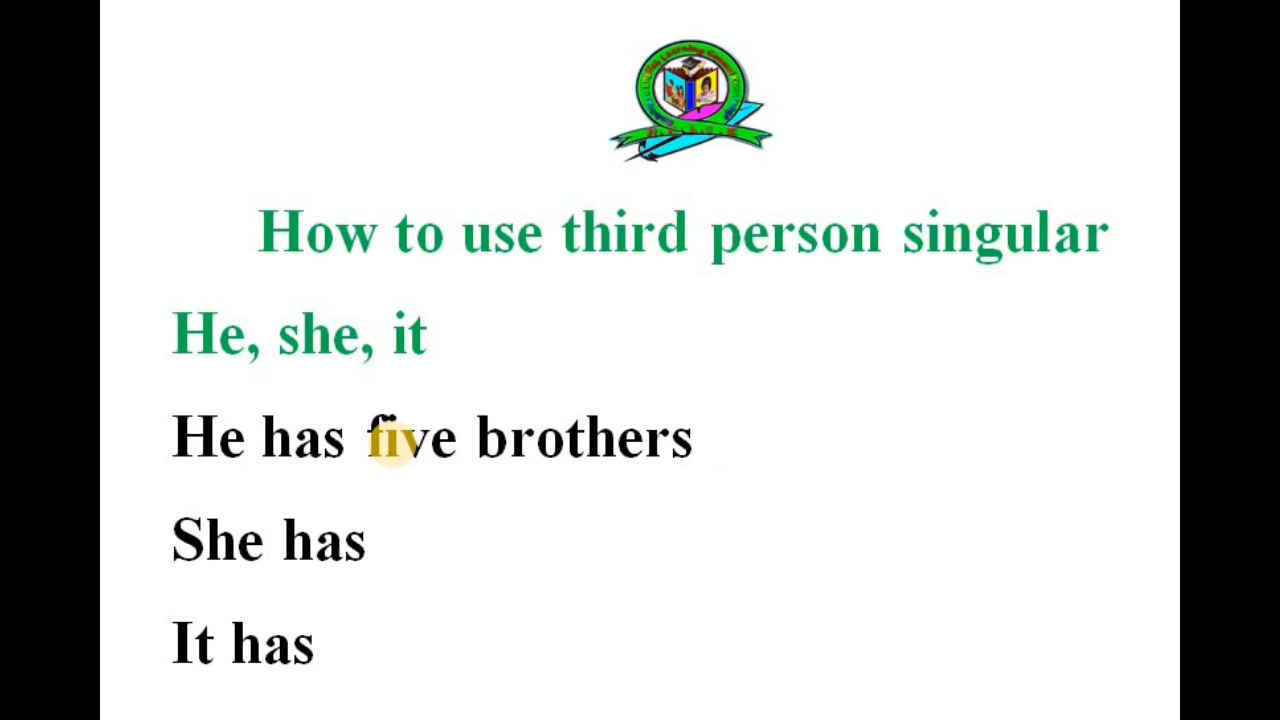 How to use third person singular
He, she, it
He has five brothers
She has
It has